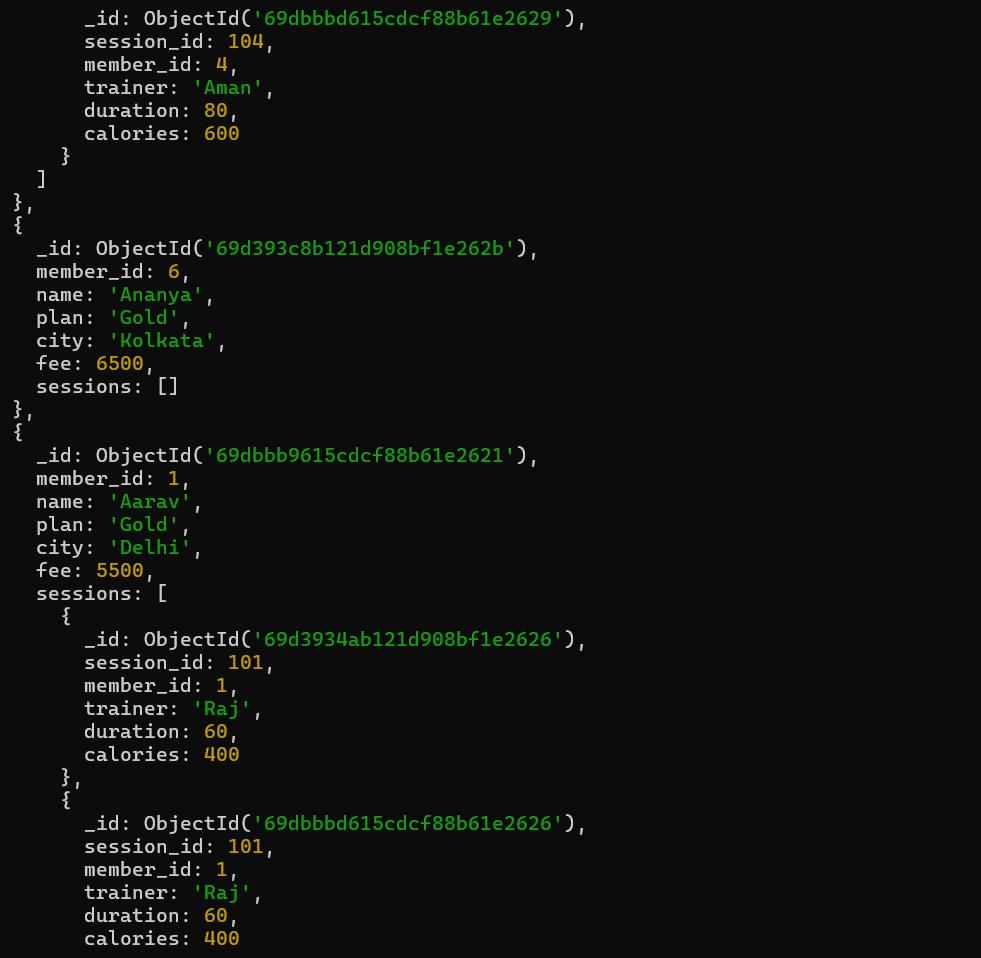 _id: ObjectId('69dbbbd615cdcf88b61e2629'),
session_id: 104,
member_id: 4,
trainer: 'Aman',
duration: 80,
calories: 600
}
]
},
{
_id: ObjectId('69d393c8b121d908bf1e262b'),
member_id: 6,
name: 'Ananya',
plan: 'Gold',
city: 'Kolkata',
fee: 6500,
sessions: []
},
{
_id: ObjectId('69dbbb9615cdcf88b61e2621'),
member_id: 1,
name: 'Aarav',
plan: 'Gold',
city: 'Delhi',
fee: 5500,
sessions: [
{
_id: ObjectId('69d3934ab121d908bf1e2626'),
session_id: 101,
member_id: 1,
trainer: 'Raj',
duration: 60,
calories: 400
},
{
_id: ObjectId('69dbbbd615cdcf88b61e2626'),
session_id: 101,
member_id: 1,
trainer: 'Raj',
duration: 60,
calories: 400